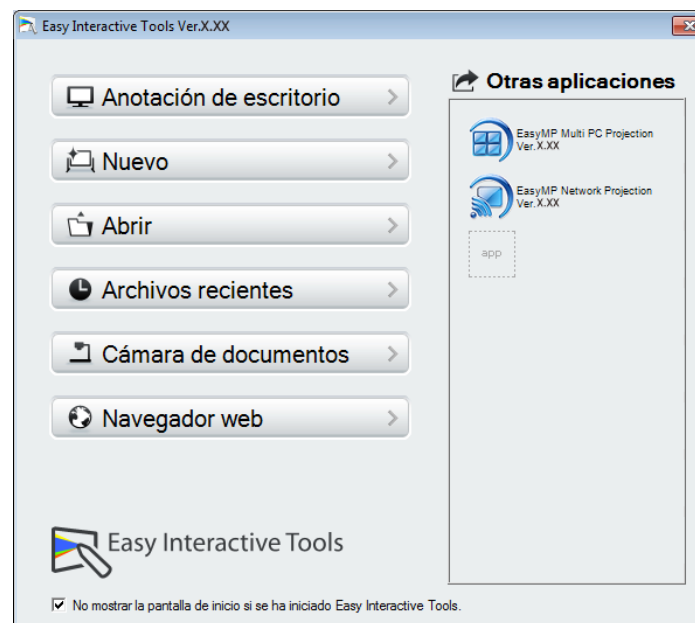 Easy Interactive Tools Ver.X.XX
Anotación de escritorio
Nuevo
Abrir
Archivos recientes
Cámara de documentos
Navegador web
Otras aplicaciones
EasyMP Multi PC Projection
Ver.X.XX
EasyMP Network Projection
Ver.X.XX
app
Easy Interactive Tools
No mostrar la pantalla de inicio si se ha iniciado Easy Interactive Tools.